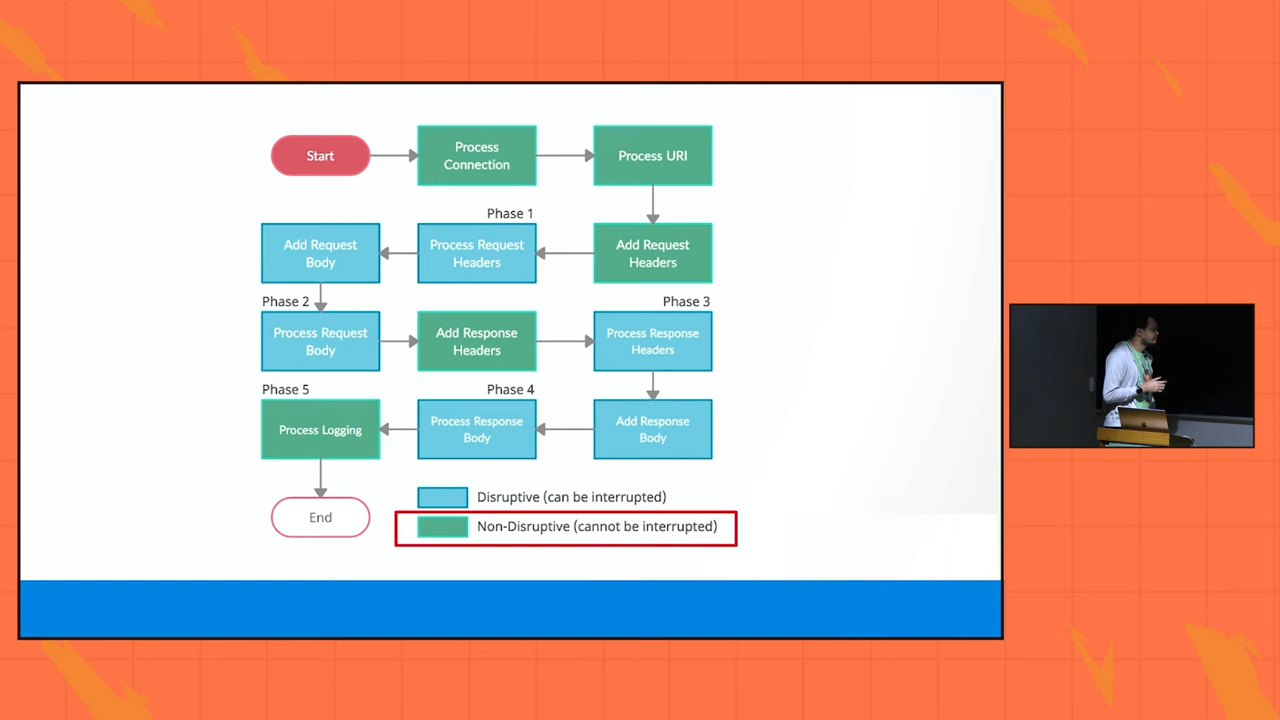 Start
Process
Connection
Process URI
Phase 1
Add Request
Body
Process Request
Headers
Add Request
Headers
Phase 2
Phase 3
Process Request
Body
Add Response
Headers
Process Response
Headers
Phase 5
Phase 4
Process Logging
Process Response
Body
Add Response
Body
End
Disruptive (can be interrupted)
Non-Disruptive (cannot be interrupted)